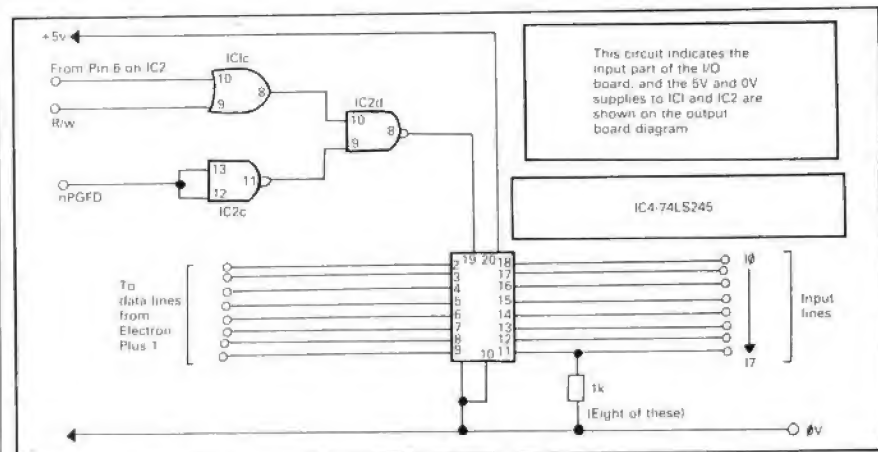 +5v
From Pin 6 on IC2
IC1c
10
9
8
R/w
IC2d
10
9
8
This circuit indicates the
input part of the I/O
board, and the 5V and 0V
supplies to IC1 and IC2 are
shown on the output
board diagram
13
12
11
nPGFD
IC2c
IC4-74LS245
19 20
2
3
4
5
6
7
8
9
10
18
17
16
15
14
13
12
11
To
data lines
from
Electron
Plus 1
IØ
I7
Input
lines
1k
(Eight of these)
ØV